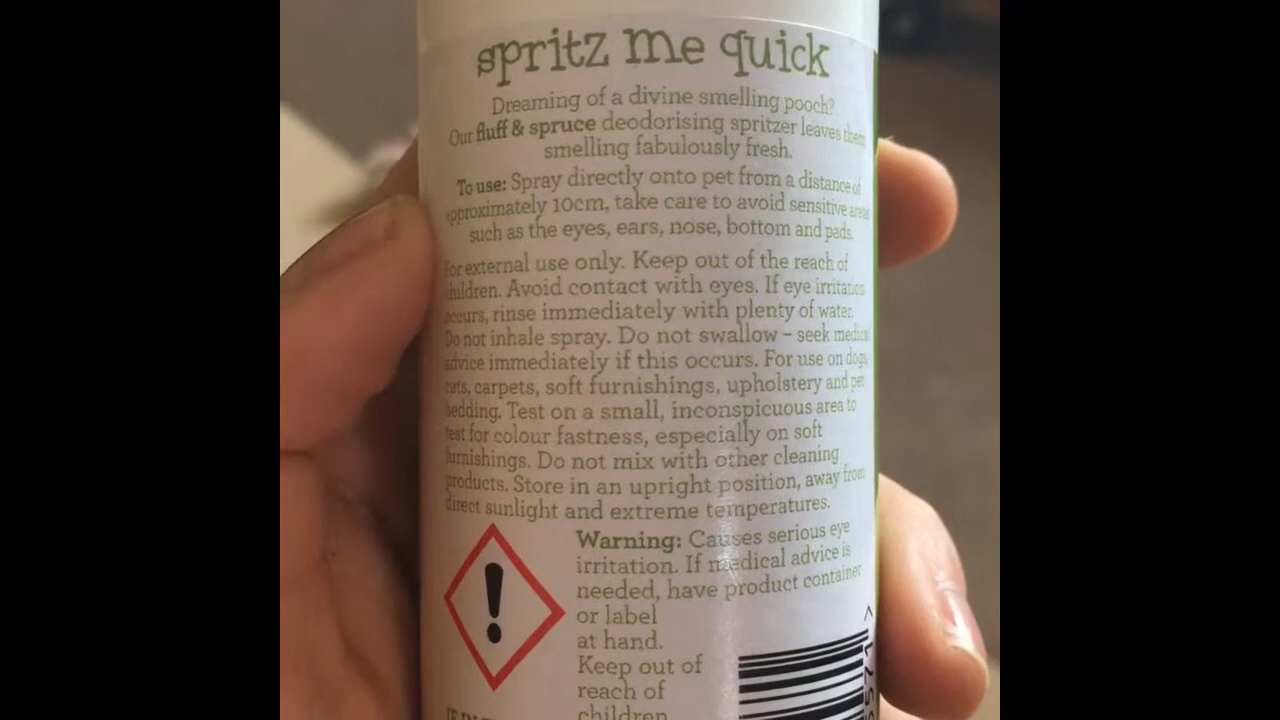 spritz me quick
Dreaming of a divine smelling pooch?
Our fluff & spruce deodorising spritzer leaves them
smelling fabulously fresh.
To use: Spray directly onto pet from a distance of
approximately 10cm, take care to avoid sensitive areas
such as the eyes, ears, nose, bottom and pads.
For external use only. Keep out of the reach of
children. Avoid contact with eyes. If eye irritation
occurs, rinse immediately with plenty of water.
Do not inhale spray. Do not swallow – seek medical
advice immediately if this occurs. For use on dogs,
cats, carpets, soft furnishings, upholstery and pet
bedding. Test on a small, inconspicuous area to
test for colour fastness, especially on soft
furnishings. Do not mix with other cleaning
products. Store in an upright position, away from
direct sunlight and extreme temperatures.
Warning: Causes serious eye
irritation. If medical advice is
needed, have product container
or label
at hand.
Keep out of
reach of
children